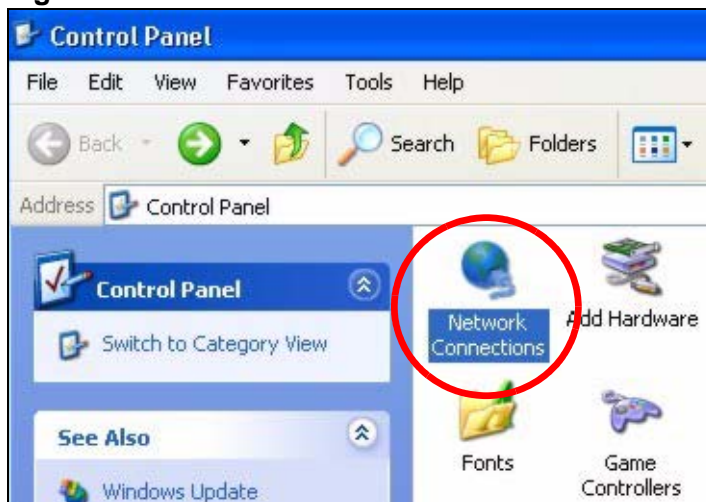 Control Panel
File Edit View Favorites Tools Help
Back Search Folders
Address Control Panel
Control Panel
Switch to Category View
See Also
Windows Update
Network
Connections
Add Hardware
Fonts
Game
Controllers